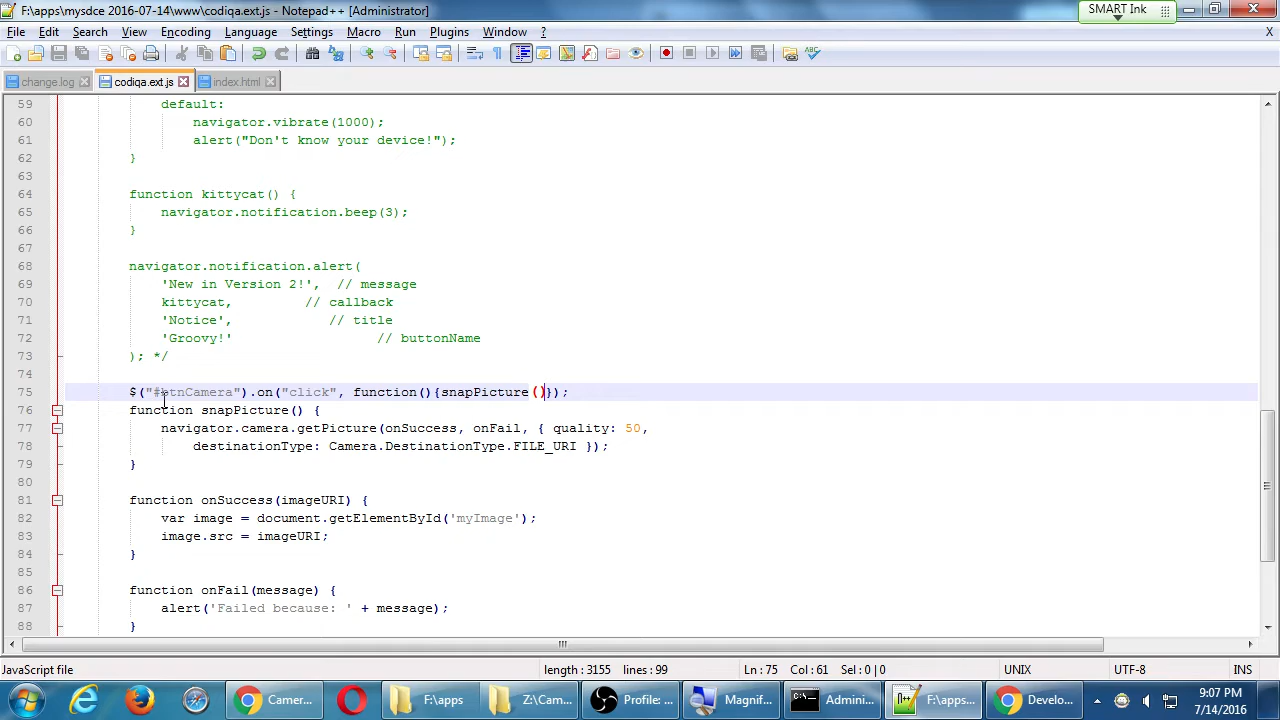 F:\apps\mysdce 2016-07-14\www\codiqa.ext.js - Notepad++ [Administrator]
SMART Ink
File Edit Search View Encoding Language Settings Macro Run Plugins Window ? X
change.log codiqa.ext.js index.html
59 default:
60 navigator.vibrate(1000);
61 alert("Don't know your device!");
62 }
63
64 function kittycat() {
65 navigator.notification.beep(3);
66 }
67
68 navigator.notification.alert(
69 'New in Version 2!', // message
70 kittycat, // callback
71 'Notice', // title
72 'Groovy!' // buttonName
73 ); */
74
75 $("#btnCamera").on("click", function(){snapPicture()});
76 function snapPicture() {
77 navigator.camera.getPicture(onSuccess, onFail, { quality: 50,
78 destinationType: Camera.DestinationType.FILE_URI });
79 }
80
81 function onSuccess(imageURI) {
82 var image = document.getElementById('myImage');
83 image.src = imageURI;
84 }
85
86 function onFail(message) {
87 alert('Failed because: ' + message);
88 }
JavaScript file length : 3155 lines : 99 Ln : 75 Col : 61 Sel : 0 | 0 UNIX UTF-8 INS
Camer... F:\apps Z:\Cam... Profile: ... Magnif... Admini... F:\apps... Develo... 9:07 PM
7/14/2016